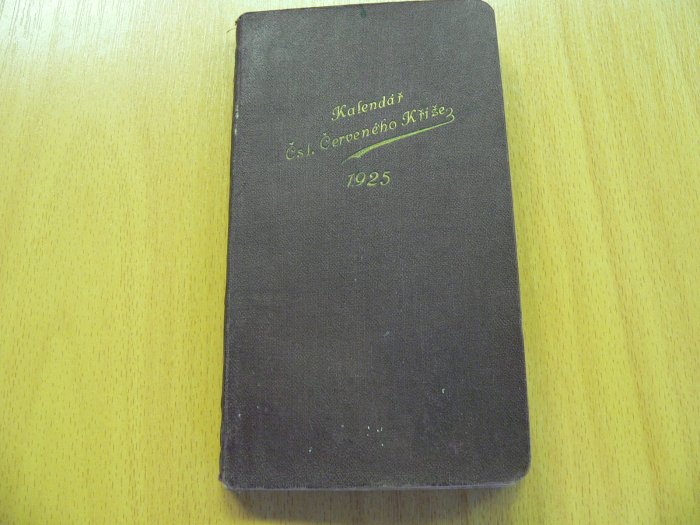 Kalendář
Čsl. Červeného Kříže
1925